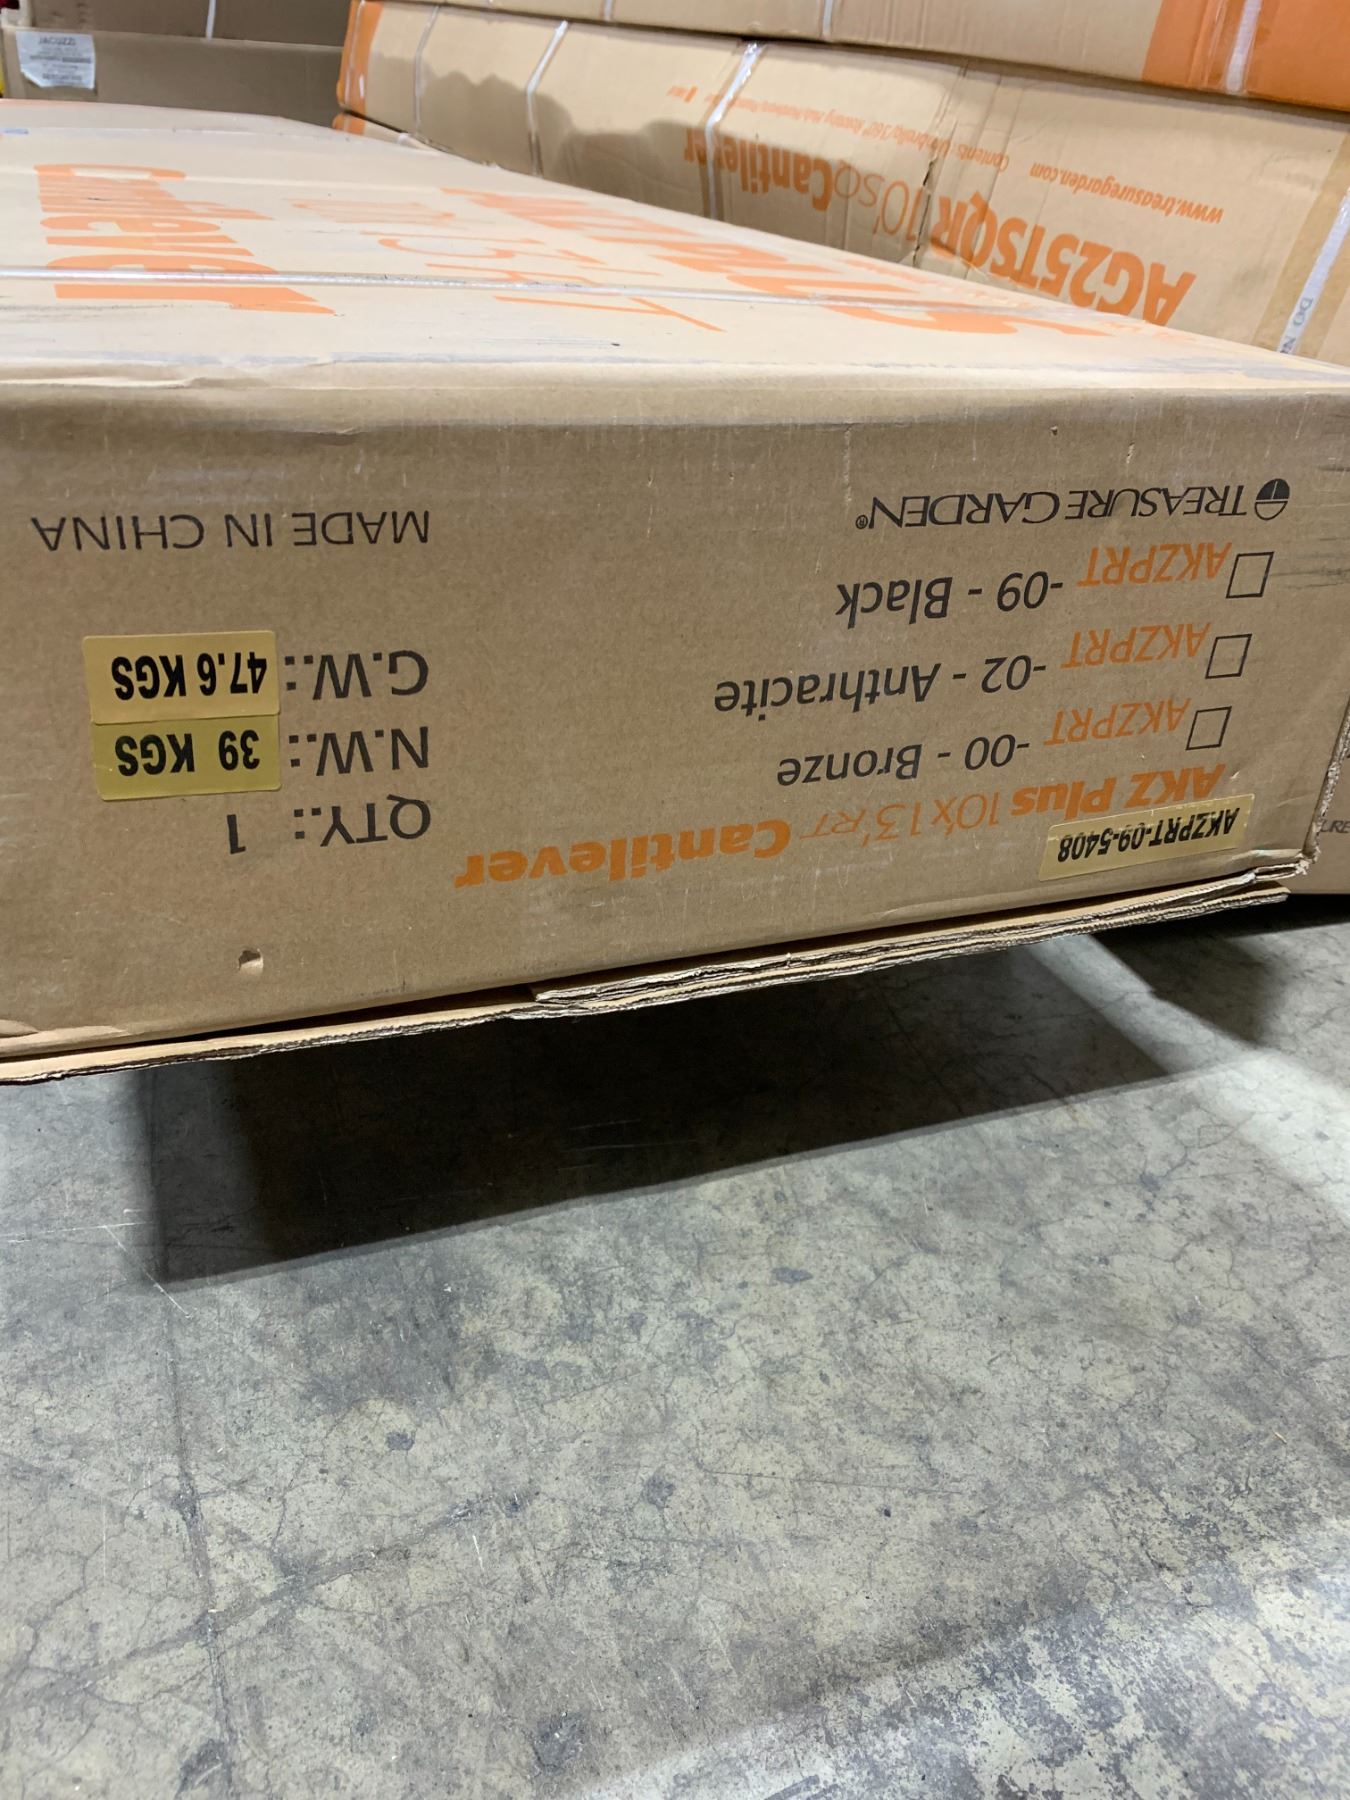 AKZPRT-09-5408
AKZ Plus 10'x13' RT Cantilever
AKZPRT -00 - Bronze
AKZPRT -02 - Anthracite
AKZPRT -09 - Black
TREASURE GARDEN®
QTY.: 1
N.W.: 39 KGS
G.W.: 47.6 KGS
MADE IN CHINA
Cantilever
AG25TSQR 10'SQ Cantilever
www.treasuregarden.com
JACUZZI